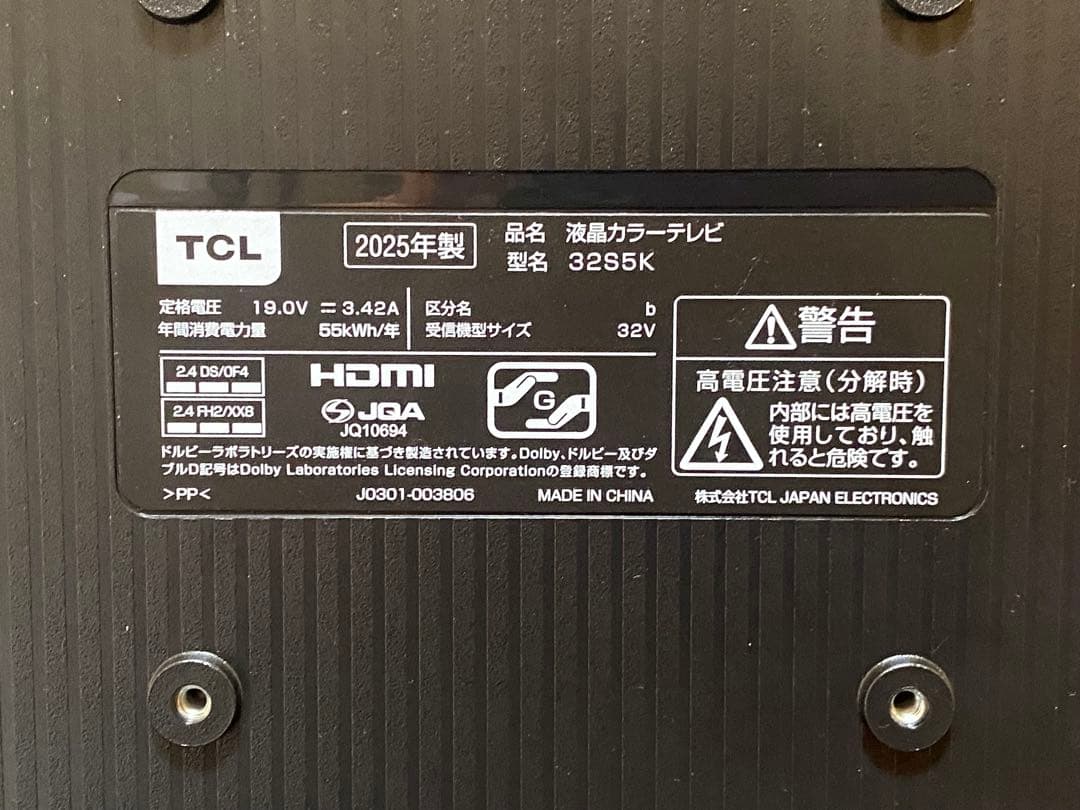 TCL
2025年製
品名 液晶カラーテレビ
型名 32S5K
定格電圧 19.0V ⎓ 3.42A
年間消費電力量 55kWh/年
区分名 b
受信機型サイズ 32V
2.4 DS/OF4
2.4 FH2/XX8
HDMI
JQA
JQ10694
G
ドルビーラボラトリーズの実施権に基づき製造されています。Dolby、ドルビー及びダ
ブルD記号はDolby Laboratories Licensing Corporationの登録商標です。
>PP<
J0301-003806
MADE IN CHINA
警告
高電圧注意(分解時)
内部には高電圧を
使用しており、触
れると危険です。
株式会社TCL JAPAN ELECTRONICS